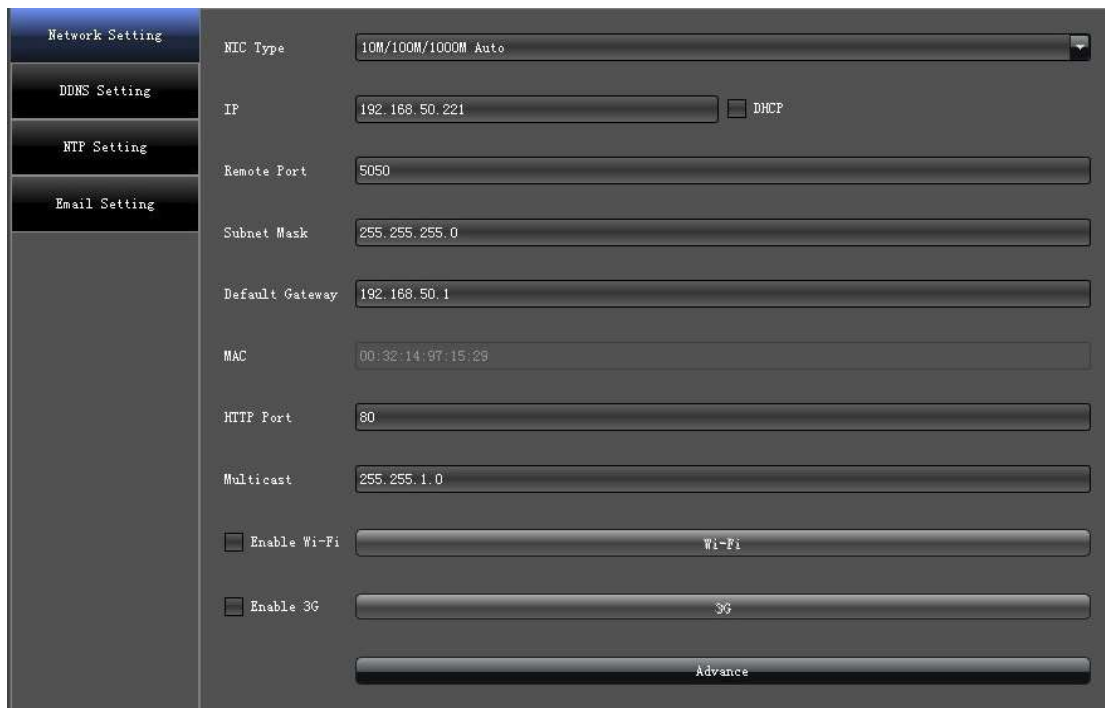 Network Setting
DDNS Setting
NTP Setting
Email Setting
NIC Type 10M/100M/1000M Auto
IP 192.168.50.221 DHCP
Remote Port 5050
Subnet Mask 255.255.255.0
Default Gateway 192.168.50.1
MAC 00:32:14:97:15:29
HTTP Port 80
Multicast 255.255.1.0
Enable Wi-Fi Wi-Fi
Enable 3G 3G
Advance